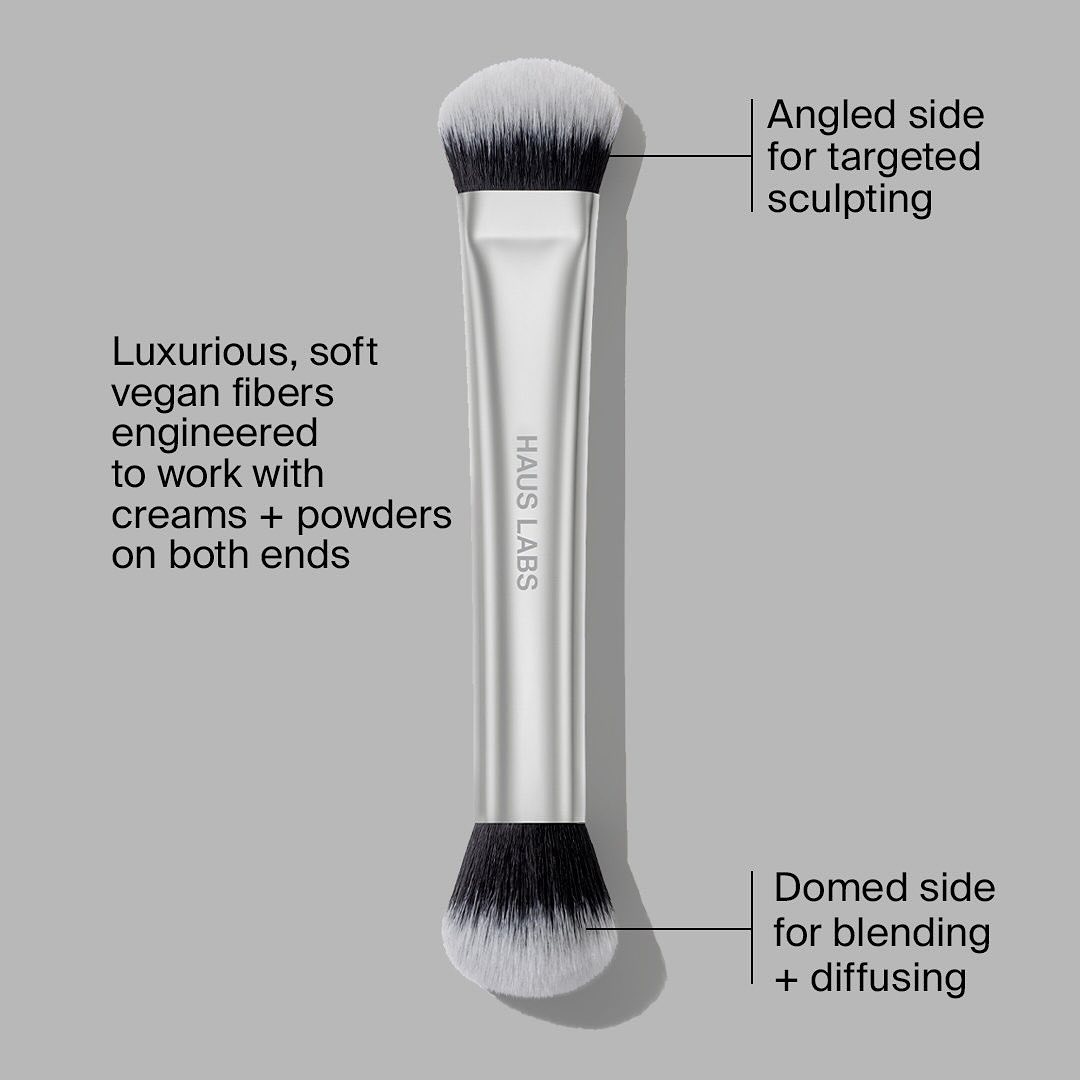 Angled side
for targeted
sculpting
Luxurious, soft
vegan fibers
engineered
to work with
creams + powders
on both ends
HAUS LABS
Domed side
for blending
+ diffusing